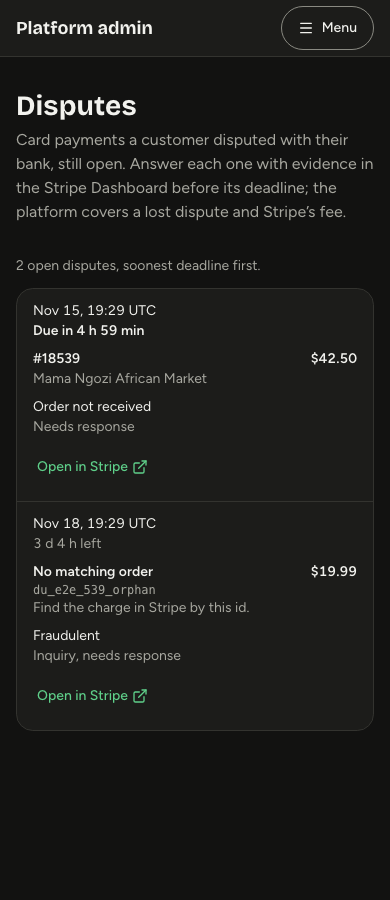 Platform admin
Menu
Disputes
Card payments a customer disputed with their
bank, still open. Answer each one with evidence in
the Stripe Dashboard before its deadline; the
platform covers a lost dispute and Stripe’s fee.
2 open disputes, soonest deadline first.
Nov 15, 19:29 UTC
Due in 4 h 59 min
#18539 $42.50
Mama Ngozi African Market
Order not received
Needs response
Open in Stripe
Nov 18, 19:29 UTC
3 d 4 h left
No matching order $19.99
du_e2e_539_orphan
Find the charge in Stripe by this id.
Fraudulent
Inquiry, needs response
Open in Stripe